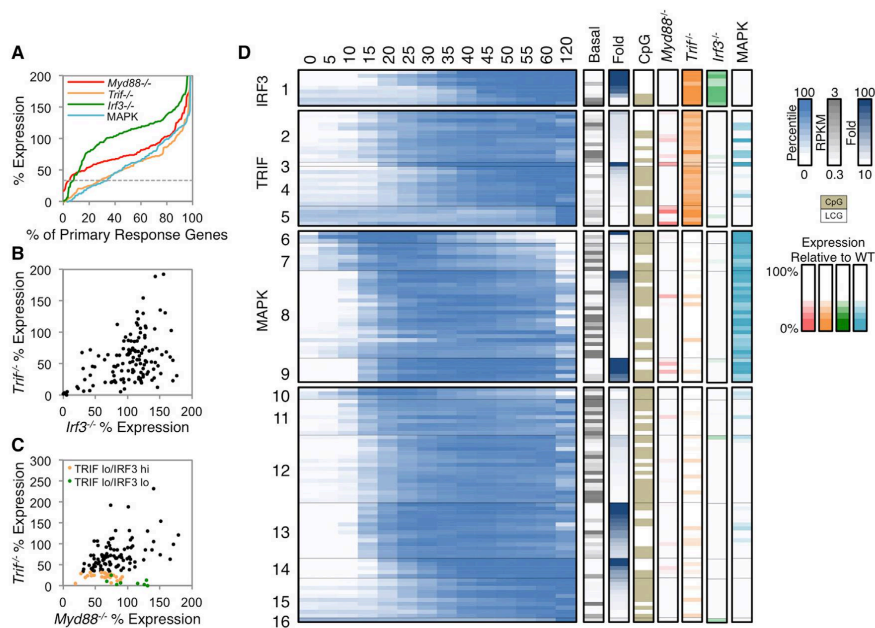 A
200
150
100
50
0
% Expression
Myd88-/-
Trif-/-
Irf3-/-
MAPK
0 20 40 60 80 100
% of Primary Response Genes
B
200
150
100
50
0
Trif-/- % Expression
0 50 100 150 200
Irf3-/- % Expression
C
300
250
200
150
100
50
0
Trif-/- % Expression
TRIF lo/IRF3 hi
TRIF lo/IRF3 lo
0 50 100 150 200
Myd88-/- % Expression
D
0 5 10 15 20 25 30 35 40 45 50 55 60 120 Basal Fold CpG Myd88-/- Trif-/- Irf3-/- MAPK
IRF3
1
TRIF
2
3
4
5
MAPK
6
7
8
9
10
11
12
13
14
15
16
100 3 100
Percentile RPKM Fold
0 0.3 10
CpG
LCG
Expression
Relative to WT
100%
0%